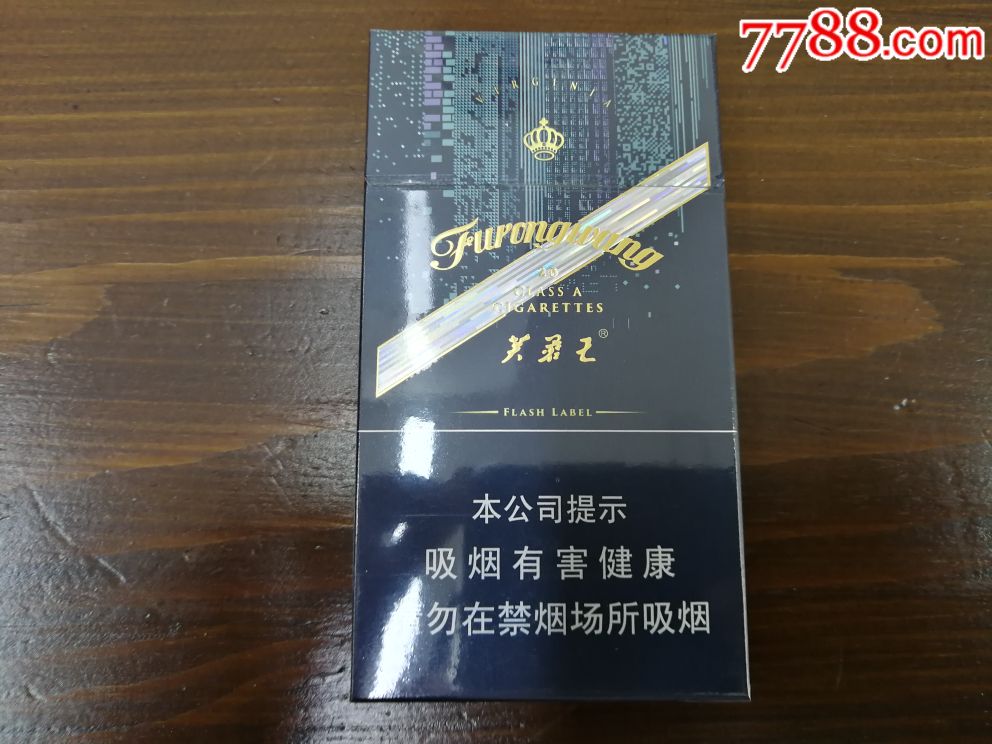 7788.com
VIRGINIA
Furongwang
20
CLASS A
CIGARETTES
芙蓉王®
FLASH LABEL
本公司提示
吸烟有害健康
请勿在禁烟场所吸烟